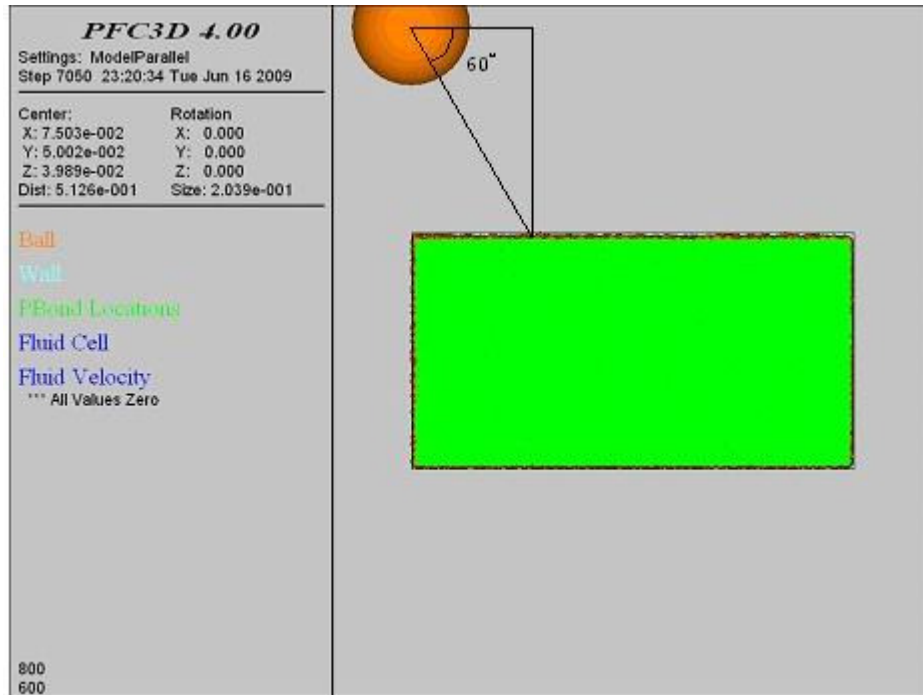 PFC3D 4.00
Settings: ModelParallel
Step 7050 23:20:34 Tue Jun 16 2009
Center: Rotation
X: 7.503e-002 X: 0.000
Y: 5.002e-002 Y: 0.000
Z: 3.989e-002 Z: 0.000
Dist: 5.126e-001 Size: 2.039e-001
Ball
Wall
PBond Locations
Fluid Cell
Fluid Velocity
*** All Values Zero
60°
800
600